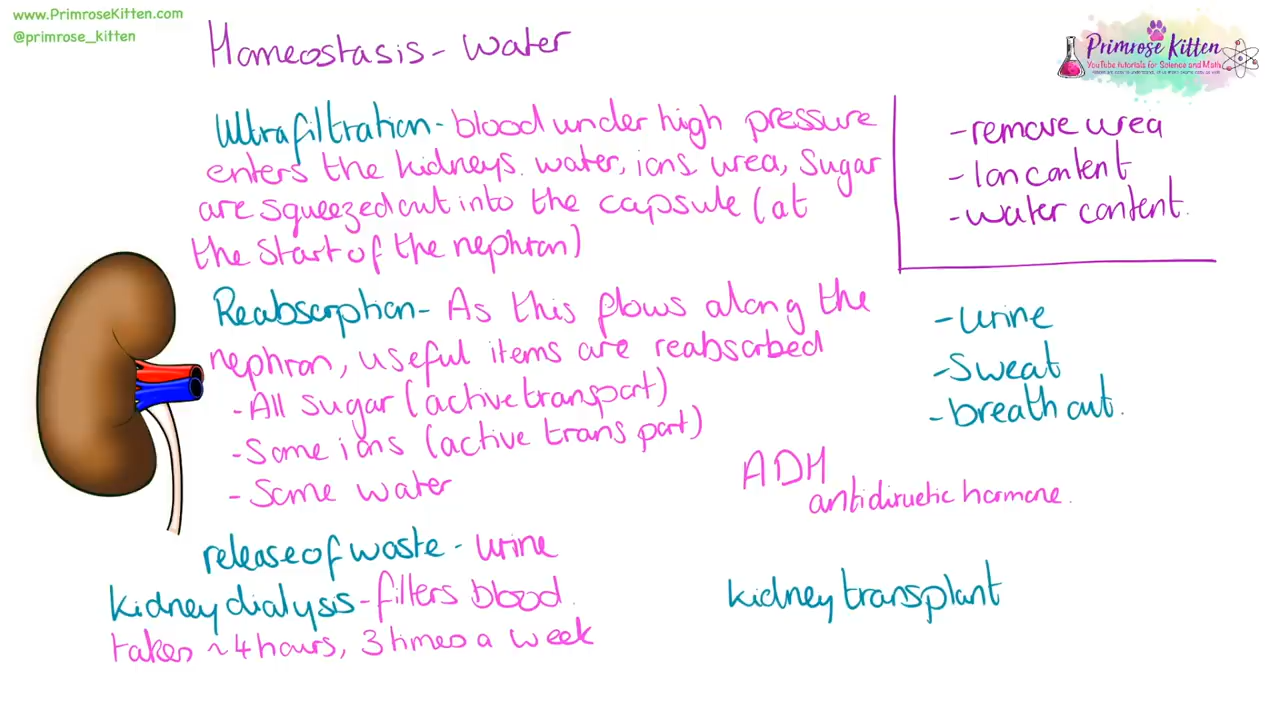 www.PrimroseKitten.com
@primrose_kitten
Homeostasis - water
Primrose Kitten
YouTube tutorials for Science and Math
Ultrafiltration - blood under high pressure
enters the kidneys. water, ions, urea, sugar
are squeezed out into the capsule (at
the start of the nephron)
- remove urea
- Ion content
- water content.
Reabsorption - As this flows along the
nephron, useful items are reabsorbed
- All sugar (active transport)
- Some ions (active transport)
- Some water
- Urine
- Sweat
- breath out.
ADH
antidiruetic hormone.
release of waste - urine
kidney dialysis - filters blood.
takes ~4 hours, 3 times a week
kidney transplant